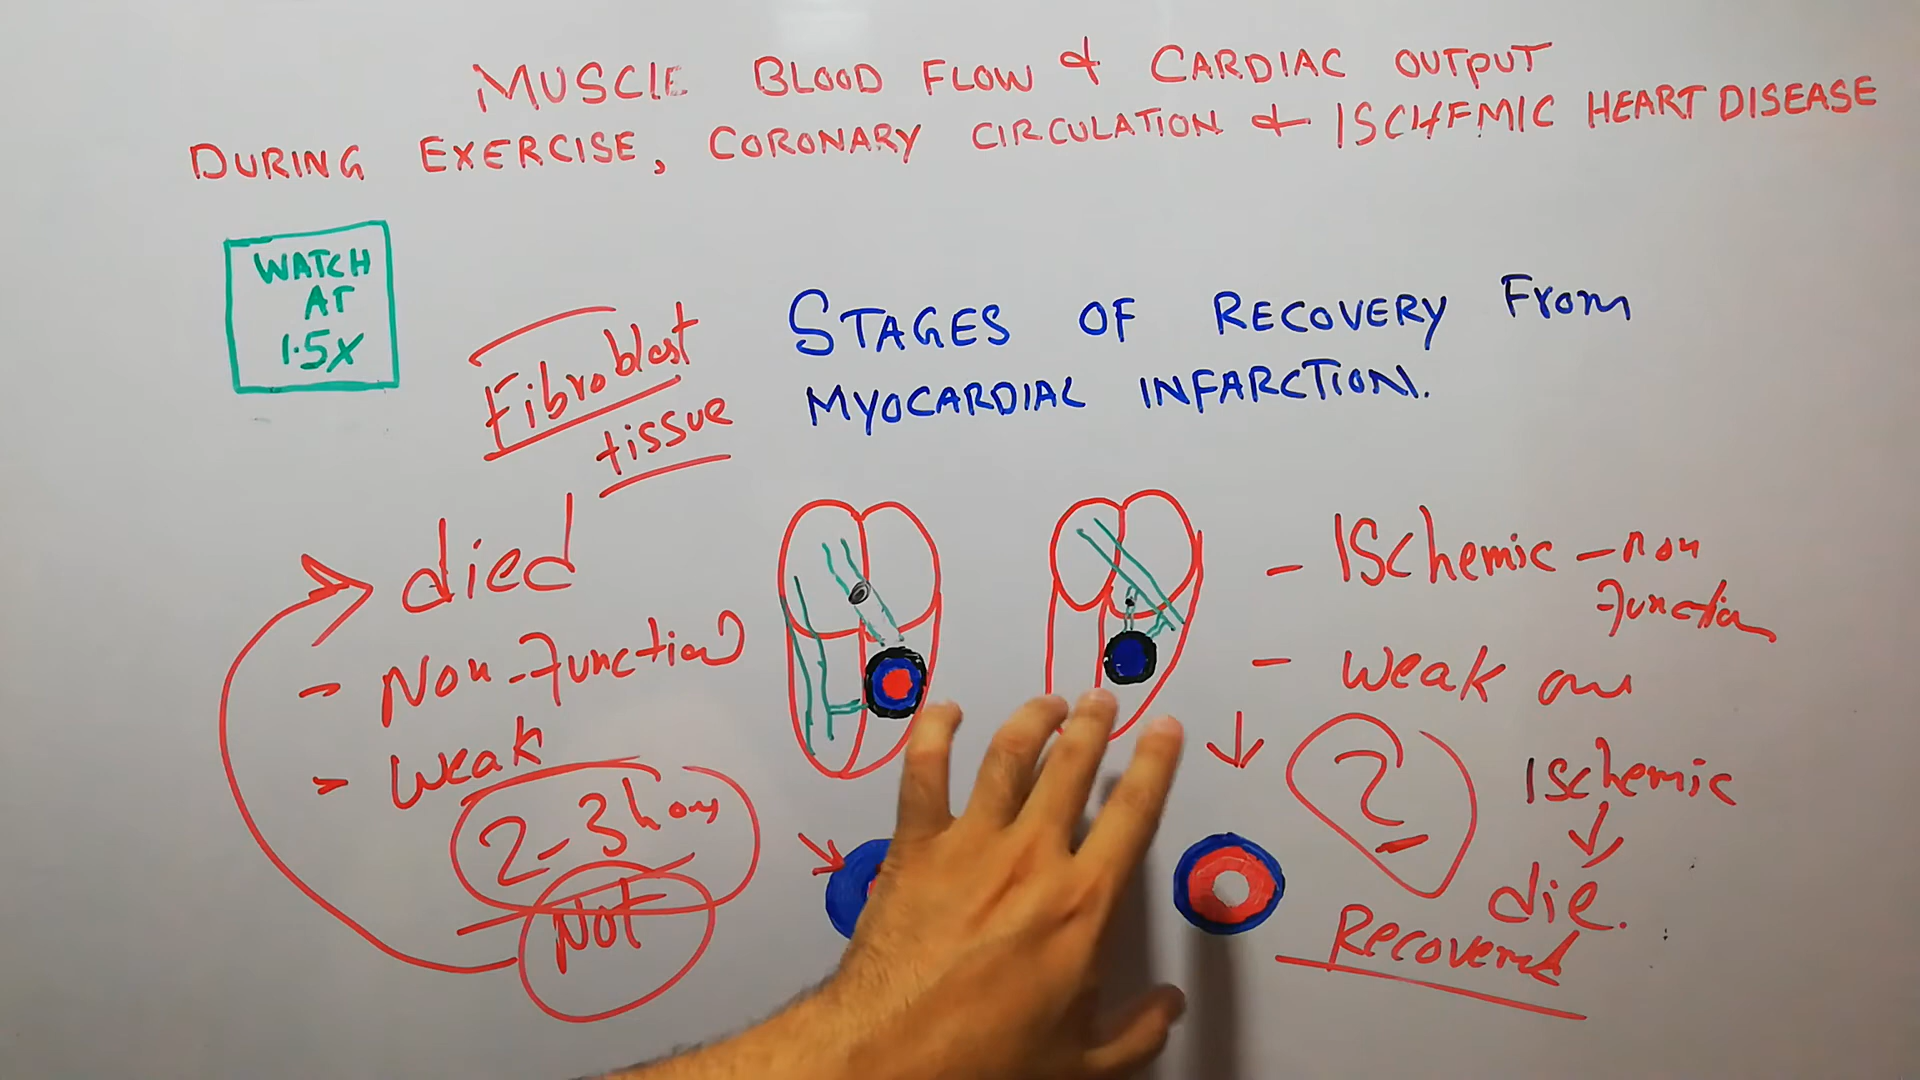 MUSCLE BLOOD FLOW & CARDIAC OUTPUT
DURING EXERCISE, CORONARY CIRCULATION & ISCHEMIC HEART DISEASE
WATCH
AT
1.5X
STAGES OF RECOVERY From
MYOCARDIAL INFARCTION.
Fibroblast
tissue
died
- Non-Function
- Weak
2-3 hours
Not
- ISchemic - non
Function
- weak
ISchemic
die.
Recovered